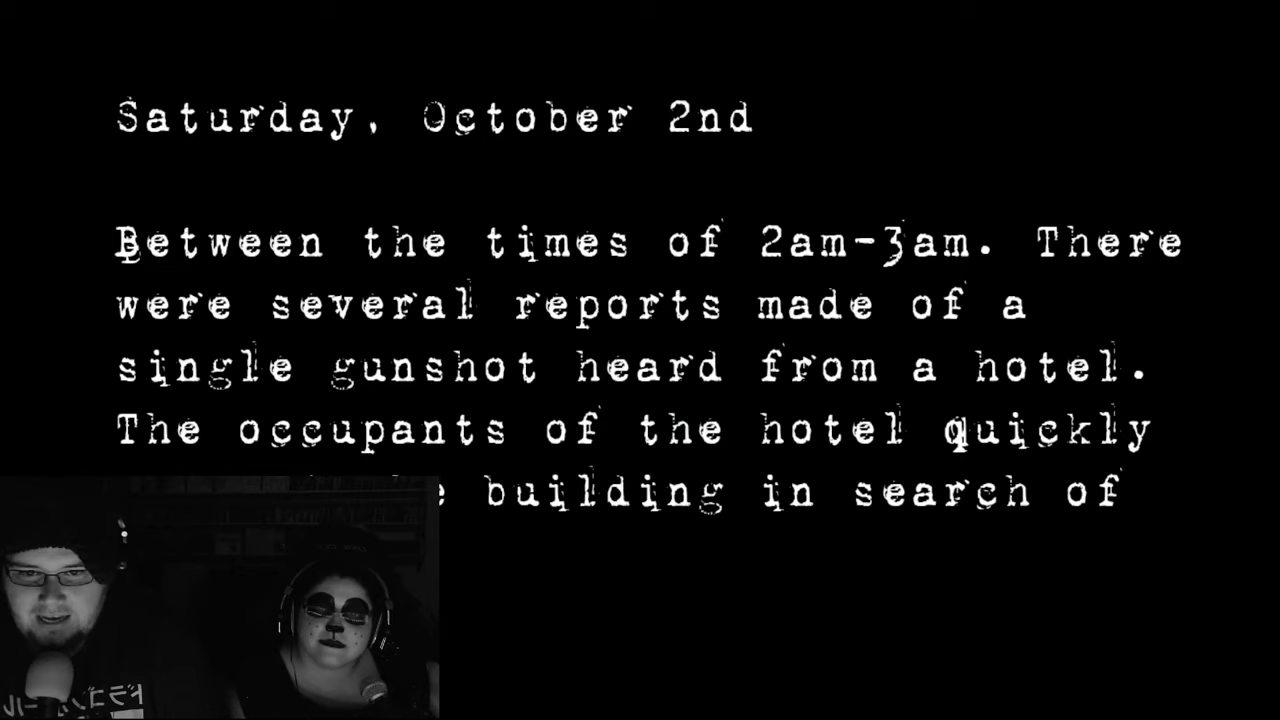 Saturday, October 2nd
Between the times of 2am-3am. There
were several reports made of a
single gunshot heard from a hotel.
The occupants of the hotel quickly
building in search of